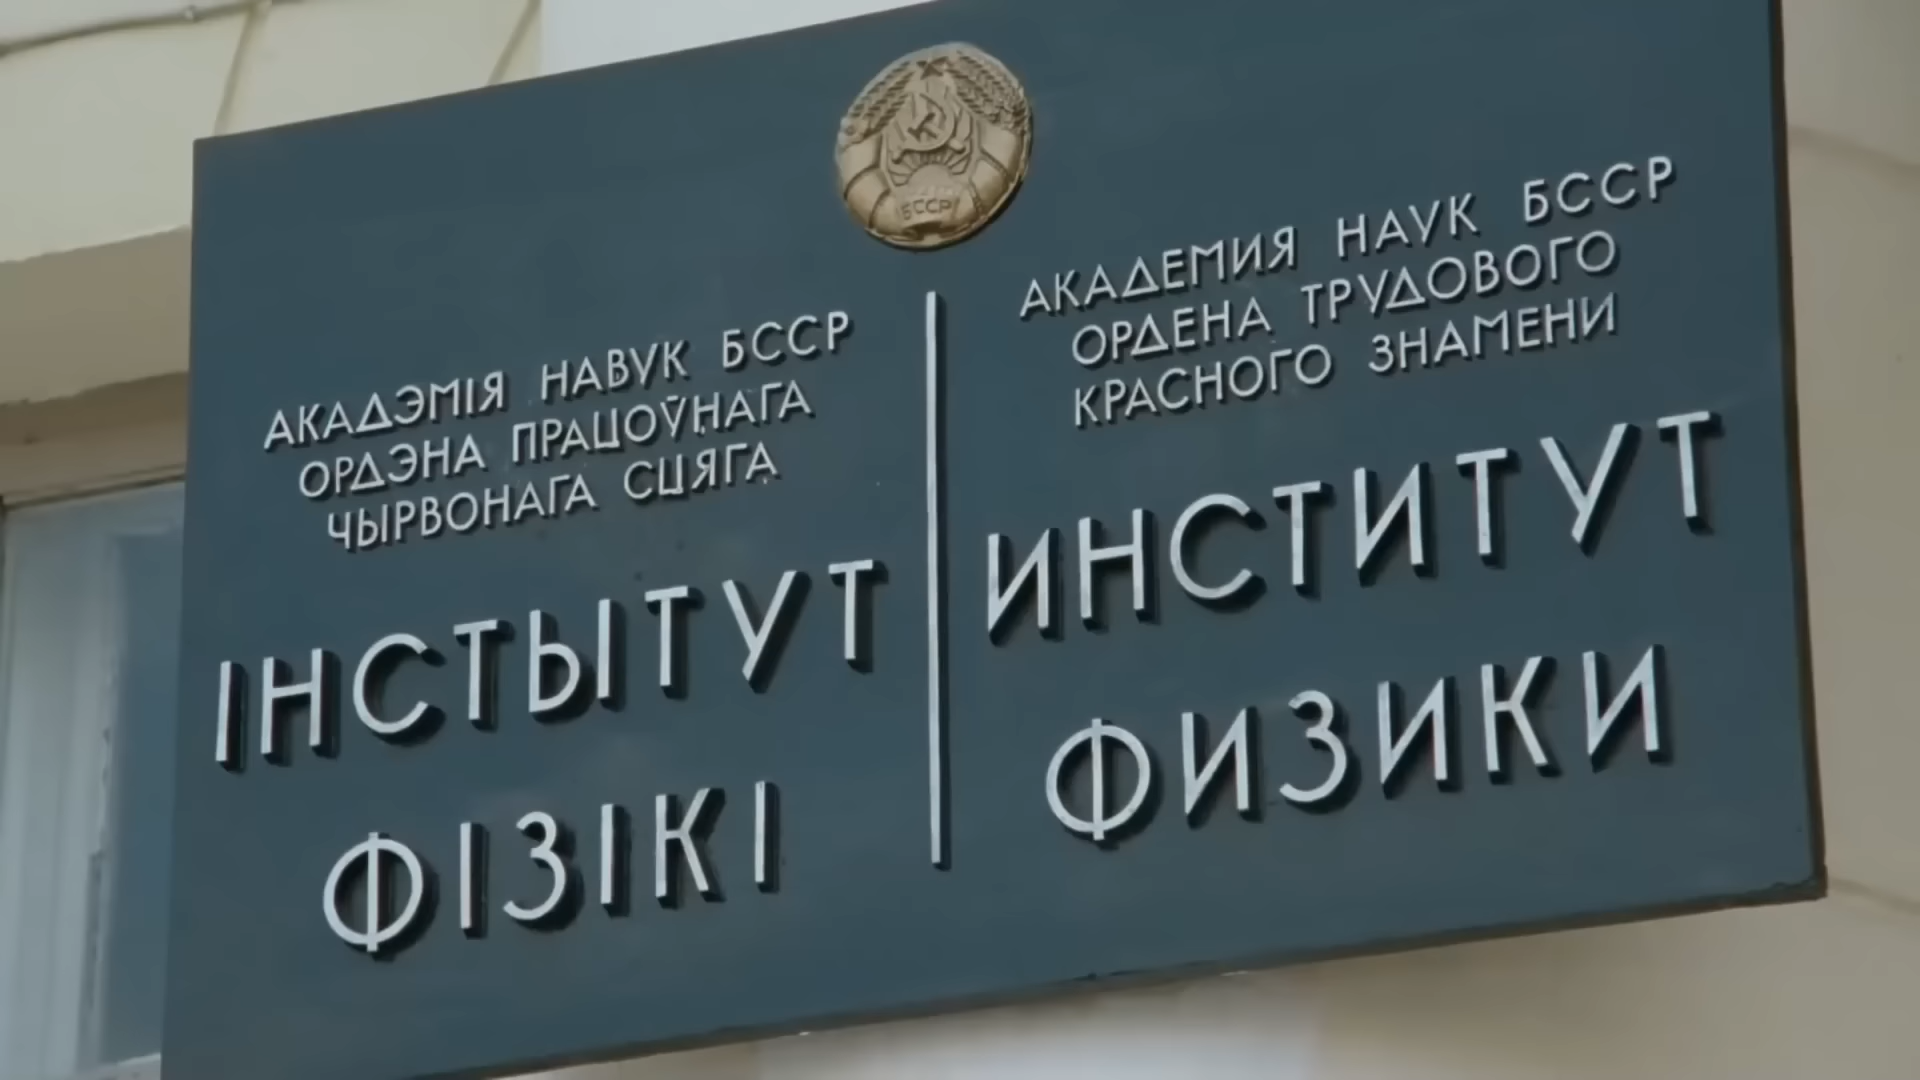 БССР
АКАДЭМІЯ НАВУК БССР
ОРДЭНА ПРАЦОЎНАГА
ЧЫРВОНАГА СЦЯГА
ІНСТЫТУТ
ФІЗІКІ
АКАДЕМИЯ НАУК БССР
ОРДЕНА ТРУДОВОГО
КРАСНОГО ЗНАМЕНИ
ИНСТИТУТ
ФИЗИКИ